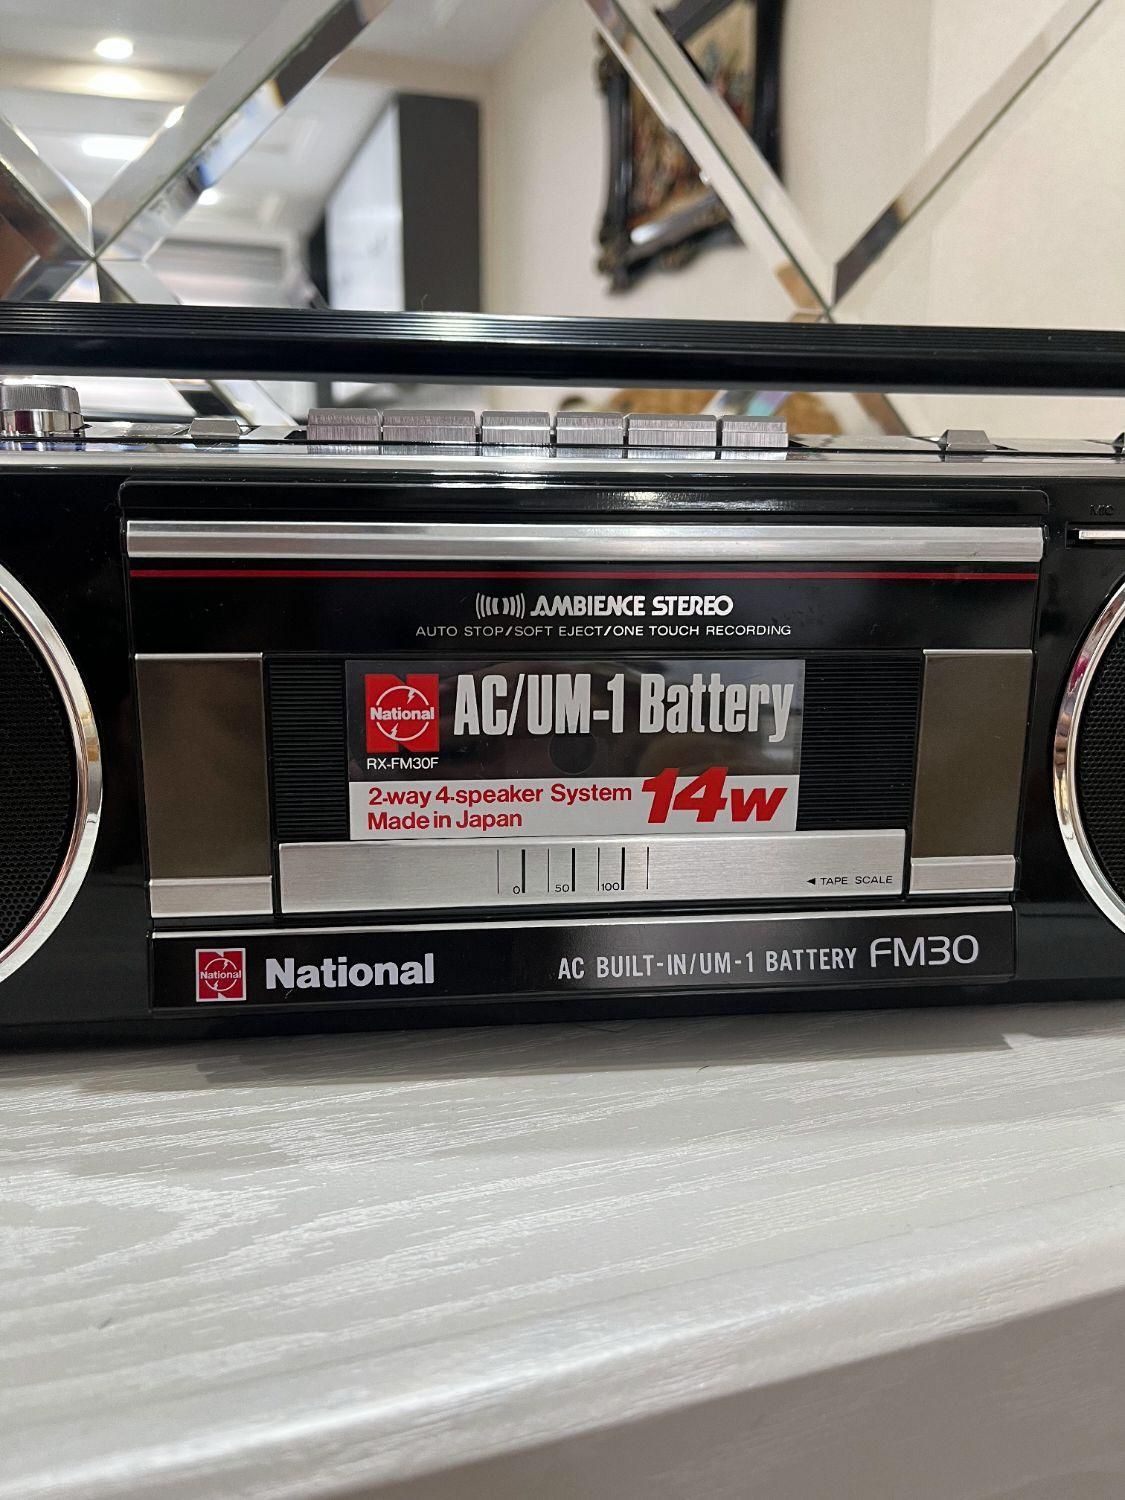 MIC
AMBIENCE STEREO
AUTO STOP/SOFT EJECT/ONE TOUCH RECORDING
National
AC/UM-1 Battery
RX-FM30F
2-way 4-speaker System 14W
Made in Japan
0 50 100
◄ TAPE SCALE
National
National
AC BUILT-IN/UM-1 BATTERY FM30